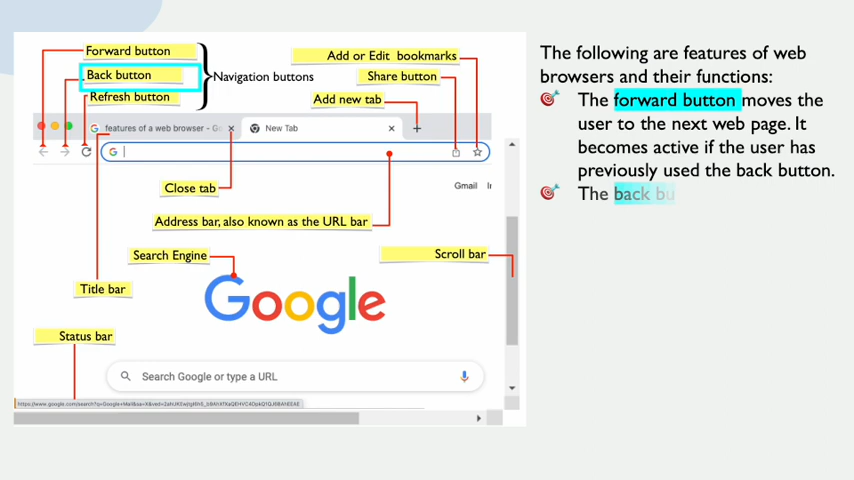 Forward button
Back button
Refresh button
Navigation buttons
Add or Edit bookmarks
Share button
Add new tab
features of a web browser - Go
New Tab
Close tab
Gmail
Address bar, also known as the URL bar
Search Engine
Scroll bar
Title bar
Google
Status bar
Search Google or type a URL
The following are features of web
browsers and their functions:
The forward button moves the
user to the next web page. It
becomes active if the user has
previously used the back button.
The back bu